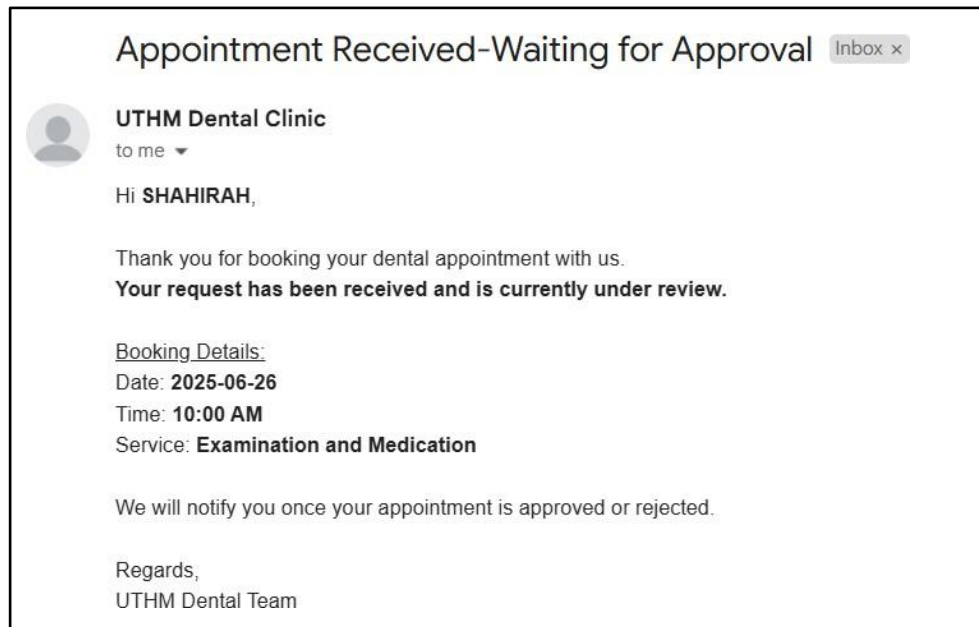 Appointment Received-Waiting for Approval Inbox ×
UTHM Dental Clinic
to me
Hi SHAHIRAH,
Thank you for booking your dental appointment with us.
Your request has been received and is currently under review.
Booking Details:
Date: 2025-06-26
Time: 10:00 AM
Service: Examination and Medication
We will notify you once your appointment is approved or rejected.
Regards,
UTHM Dental Team